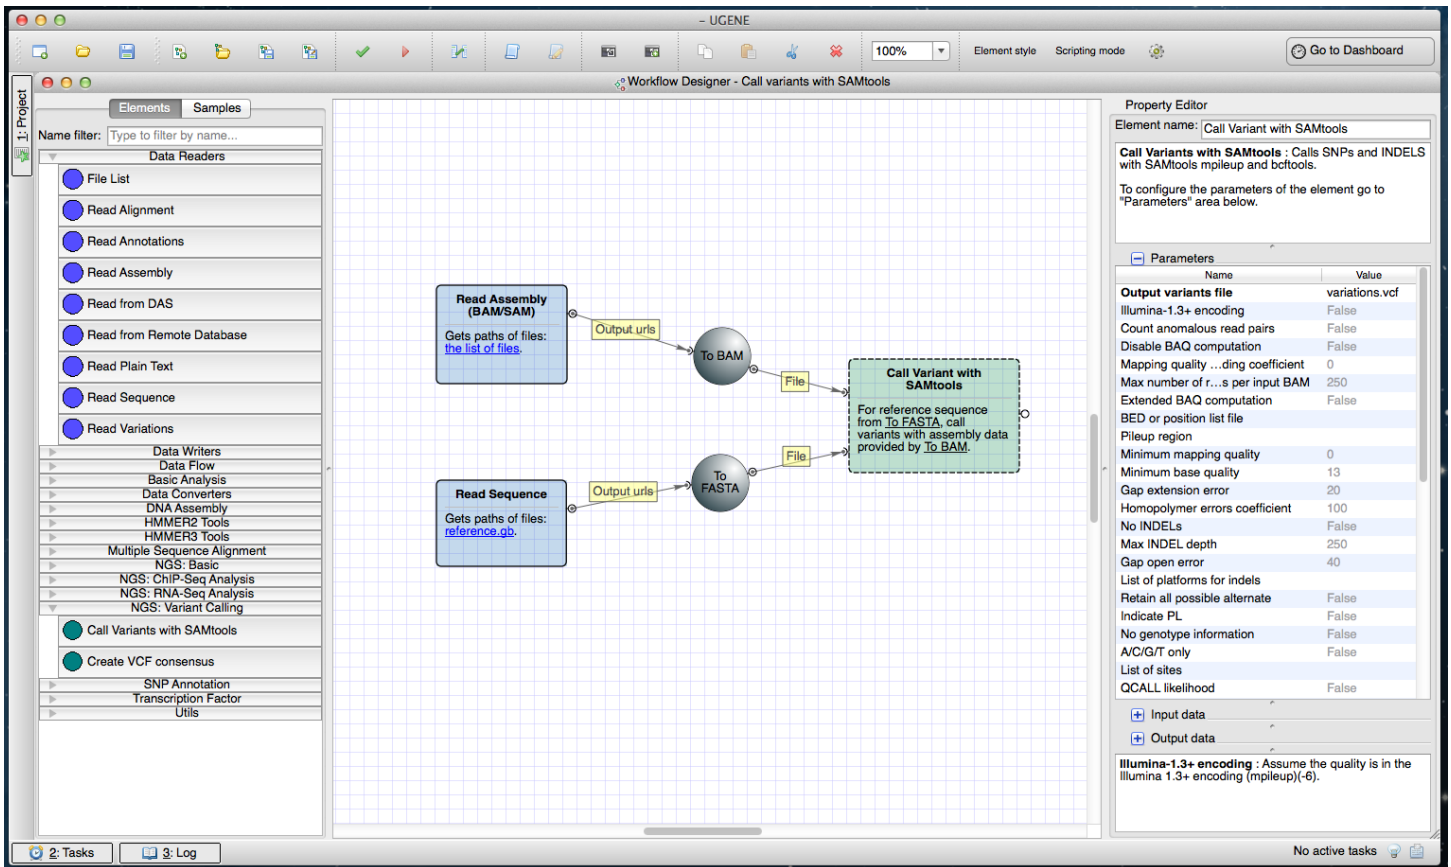 – UGENE
100%
Element style
Scripting mode
Go to Dashboard
Workflow Designer - Call variants with SAMtools
1: Project
Elements
Samples
Name filter:
Type to filter by name...
Data Readers
File List
Read Alignment
Read Annotations
Read Assembly
Read from DAS
Read from Remote Database
Read Plain Text
Read Sequence
Read Variations
Data Writers
Data Flow
Basic Analysis
Data Converters
DNA Assembly
HMMER2 Tools
HMMER3 Tools
Multiple Sequence Alignment
NGS: Basic
NGS: ChIP-Seq Analysis
NGS: RNA-Seq Analysis
NGS: Variant Calling
Call Variants with SAMtools
Create VCF consensus
SNP Annotation
Transcription Factor
Utils
Read Assembly
(BAM/SAM)
Gets paths of files:
the list of files.
Output urls
To BAM
File
Read Sequence
Gets paths of files:
reference.gb.
Output urls
To
FASTA
File
Call Variant with
SAMtools
For reference sequence
from To FASTA, call
variants with assembly data
provided by To BAM.
Property Editor
Element name: Call Variant with SAMtools
Call Variants with SAMtools : Calls SNPs and INDELS
with SAMtools mpileup and bcftools.
To configure the parameters of the element go to
"Parameters" area below.
Parameters
Name Value
Output variants file variations.vcf
Illumina-1.3+ encoding False
Count anomalous read pairs False
Disable BAQ computation False
Mapping quality …ding coefficient 0
Max number of r…s per input BAM 250
Extended BAQ computation False
BED or position list file
Pileup region
Minimum mapping quality 0
Minimum base quality 13
Gap extension error 20
Homopolymer errors coefficient 100
No INDELs False
Max INDEL depth 250
Gap open error 40
List of platforms for indels
Retain all possible alternate False
Indicate PL False
No genotype information False
A/C/G/T only False
List of sites
QCALL likelihood False
Input data
Output data
Illumina-1.3+ encoding : Assume the quality is in the
Illumina 1.3+ encoding (mpileup)(-6).
2: Tasks
3: Log
No active tasks